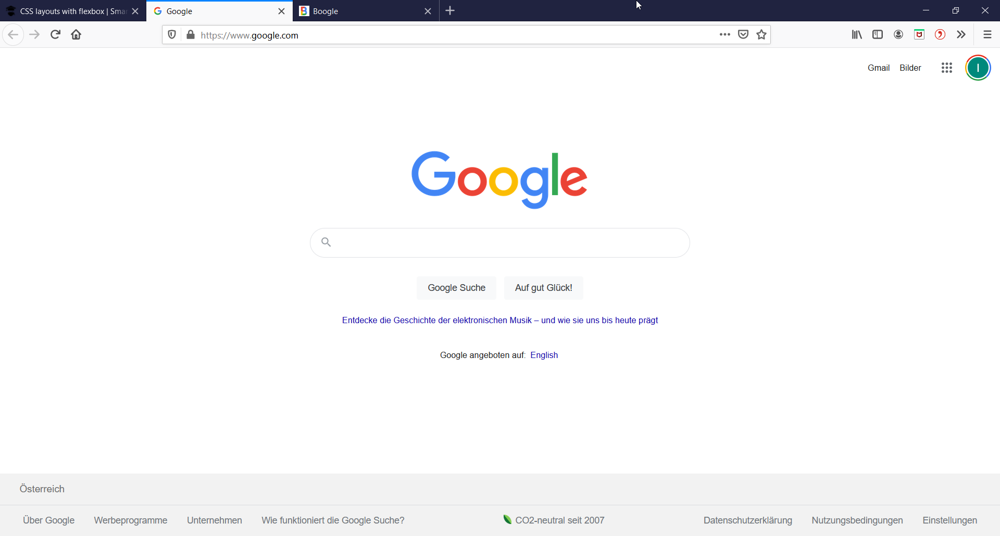 CSS layouts with flexbox | Smar
Google
Boogle
https://www.google.com
Gmail Bilder
I
Google
Google Suche
Auf gut Glück!
Entdecke die Geschichte der elektronischen Musik – und wie sie uns bis heute prägt
Google angeboten auf: English
Österreich
Über Google Werbeprogramme Unternehmen Wie funktioniert die Google Suche? CO2-neutral seit 2007 Datenschutzerklärung Nutzungsbedingungen Einstellungen